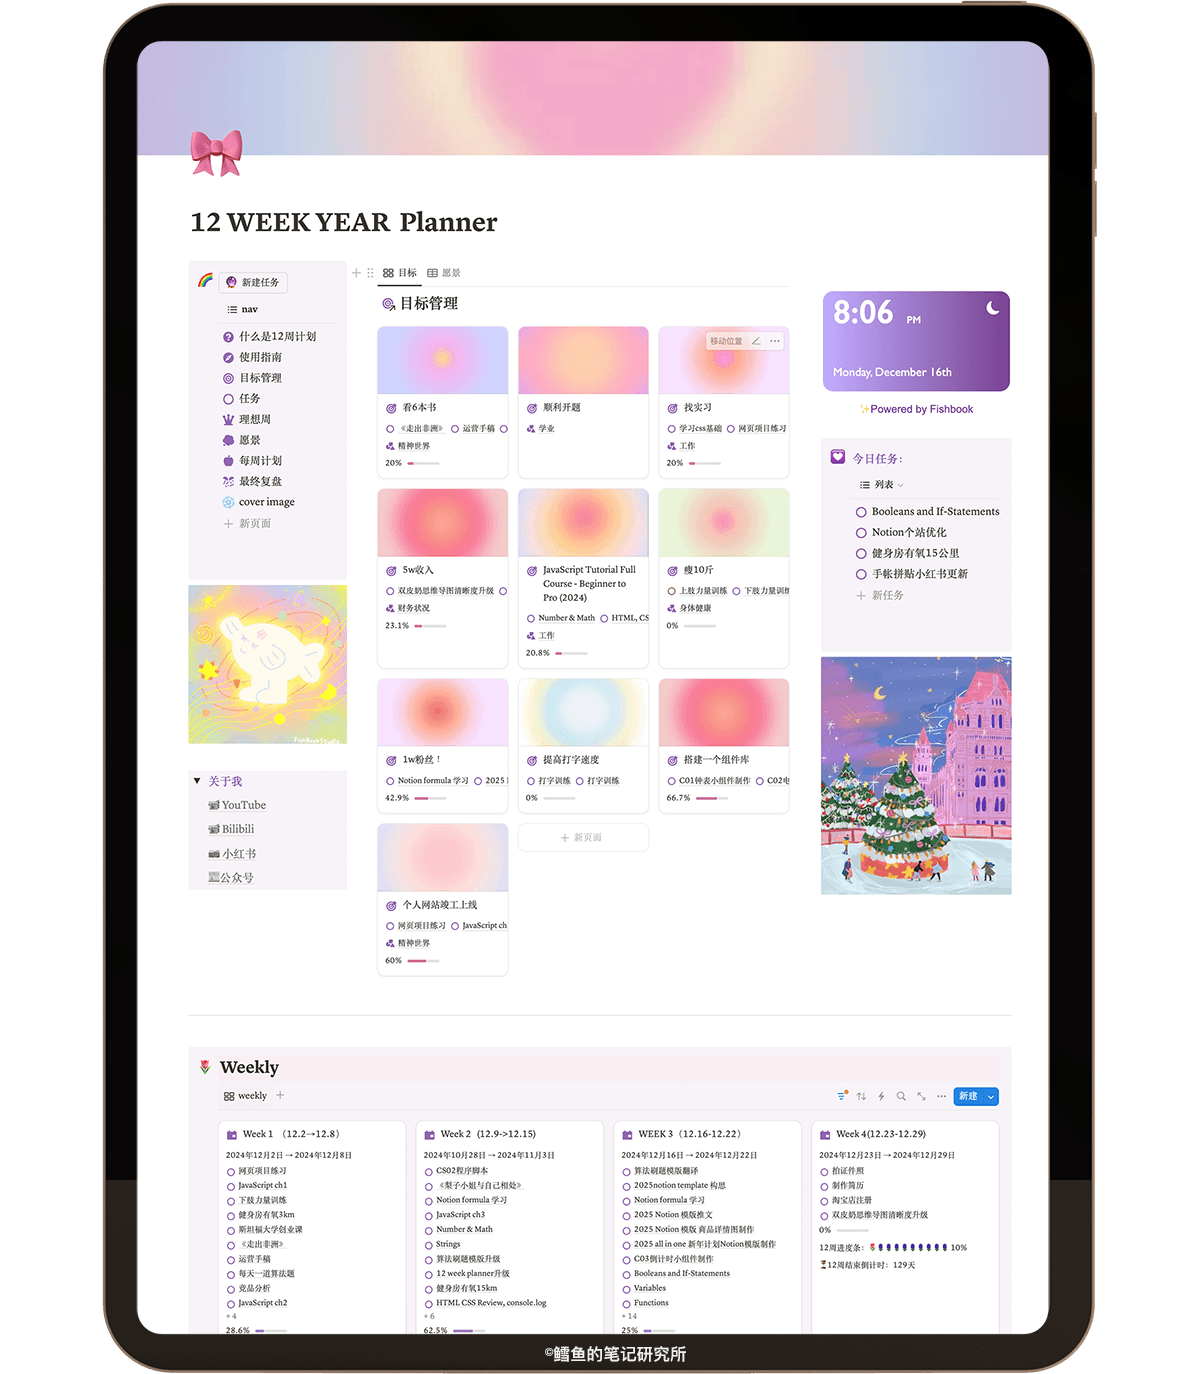 12 WEEK YEAR Planner
新建任务
nav
什么是12周计划
使用指南
目标管理
任务
理想周
愿景
每周计划
最终复盘
cover image
新页面
关于我
YouTube
Bilibili
小红书
公众号
目标 愿景
目标管理
看6本书
《走出非洲》 运营手稿
精神世界
20%
顺利开题
学业
移动位置
找实习
学习css基础 网页项目练习
工作
20%
5w收入
双皮奶思维导图清晰度升级
财务状况
23.1%
JavaScript Tutorial Full
Course - Beginner to
Pro (2024)
Number & Math HTML, CS
工作
20.8%
瘦10斤
上肢力量训练 下肢力量训练
身体健康
0%
1w粉丝！
Notion formula 学习 2025
42.9%
提高打字速度
打字训练 打字训练
0%
搭建一个组件库
C01钟表小组件制作 C02电
66.7%
个人网站竣工上线
网页项目练习 JavaScript ch
精神世界
60%
新页面
8:06 PM
Monday, December 16th
✨Powered by Fishbook
今日任务：
列表
Booleans and If-Statements
Notion个站优化
健身房有氧15公里
手帐拼贴小红书更新
新任务
Weekly
weekly
新建
Week 1 （12.2→12.8）
2024年12月2日 → 2024年12月8日
网页项目练习
JavaScript ch1
下肢力量训练
健身房有氧3km
斯坦福大学创业课
《走出非洲》
运营手稿
每天一道算法题
竞品分析
JavaScript ch2
+ 4
28.6%
Week 2 (12.9->12.15)
2024年10月28日 → 2024年11月3日
CS02程序脚本
《梨子小姐与自己相处》
Notion formula 学习
JavaScript ch3
Number & Math
Strings
算法刷题模版升级
12 week planner升级
健身房有氧15km
HTML CSS Review, console.log
+ 6
62.5%
WEEK 3（12.16-12.22）
2024年12月16日 → 2024年12月22日
算法刷题模版翻译
2025notion template 构思
Notion formula 学习
2025 Notion 模版推文
2025 Notion 模版 商品详情图制作
2025 all in one 新年计划Notion模版制作
C03倒计时小组件制作
Booleans and If-Statements
Variables
Functions
+ 14
25%
Week 4(12.23-12.29)
2024年12月23日 → 2024年12月29日
拍证件照
制作简历
淘宝店注册
双皮奶思维导图清晰度升级
0%
12周进度条： 10%
⏳12周结束倒计时：129天
©鳕鱼的笔记研究所